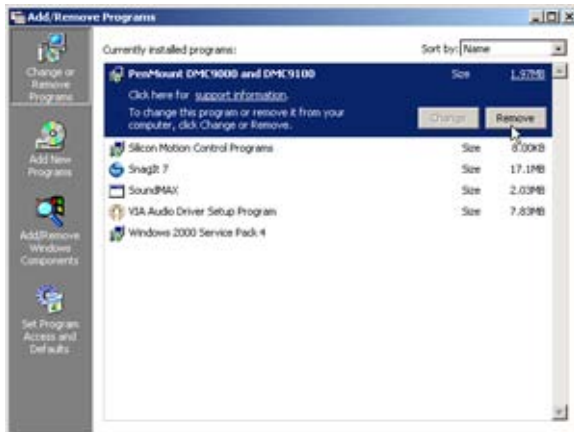 Add/Remove Programs
Change or
Remove
Programs
Add New
Programs
Add/Remove
Windows
Components
Set Program
Access and
Defaults
Currently installed programs:
Sort by: Name
PenMount DMC9000 and DMC9100 Size 1.97MB
Click here for support information.
To change this program or remove it from your
computer, click Change or Remove.
Change Remove
Silicon Motion Control Programs Size 8.00KB
SnagIt 7 Size 17.1MB
SoundMAX Size 2.03MB
VIA Audio Driver Setup Program Size 7.83MB
Windows 2000 Service Pack 4